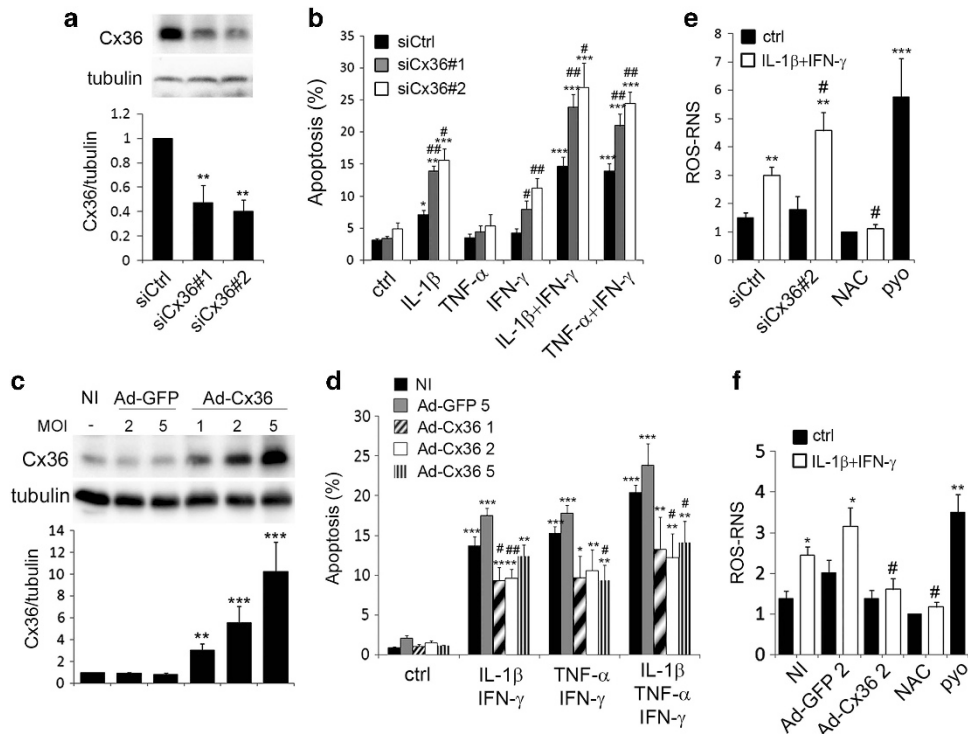 a
Cx36
tubulin
Cx36/tubulin
1.2
1
0.8
0.6
0.4
0.2
0
**
**
siCtrl
siCx36#1
siCx36#2
b
siCtrl
siCx36#1
siCx36#2
Apoptosis (%)
35
30
25
20
15
10
5
0
*
##
**
#
***
#
##
***
##
***
#
***
***
##
***
##
***
ctrl
IL-1β
TNF-α
IFN-γ
IL-1β+IFN-γ
TNF-α+IFN-γ
e
ctrl
IL-1β+IFN-γ
ROS-RNS
8
7
6
5
4
3
2
1
0
**
#
**
#
***
siCtrl
siCx36#2
NAC
pyo
c
NI Ad-GFP Ad-Cx36
MOI - 2 5 1 2 5
Cx36
tubulin
Cx36/tubulin
14
12
10
8
6
4
2
0
**
***
***
d
NI
Ad-GFP 5
Ad-Cx36 1
Ad-Cx36 2
Ad-Cx36 5
Apoptosis (%)
30
25
20
15
10
5
0
***
***
# ##
**** **
***
***
* ** #
**
***
***
**
#
**
#
**
ctrl
IL-1β
IFN-γ
TNF-α
IFN-γ
IL-1β
TNF-α
IFN-γ
f
ctrl
IL-1β+IFN-γ
ROS-RNS
5
4
3
2
1
0
*
*
#
#
**
NI
Ad-GFP 2
Ad-Cx36 2
NAC
pyo